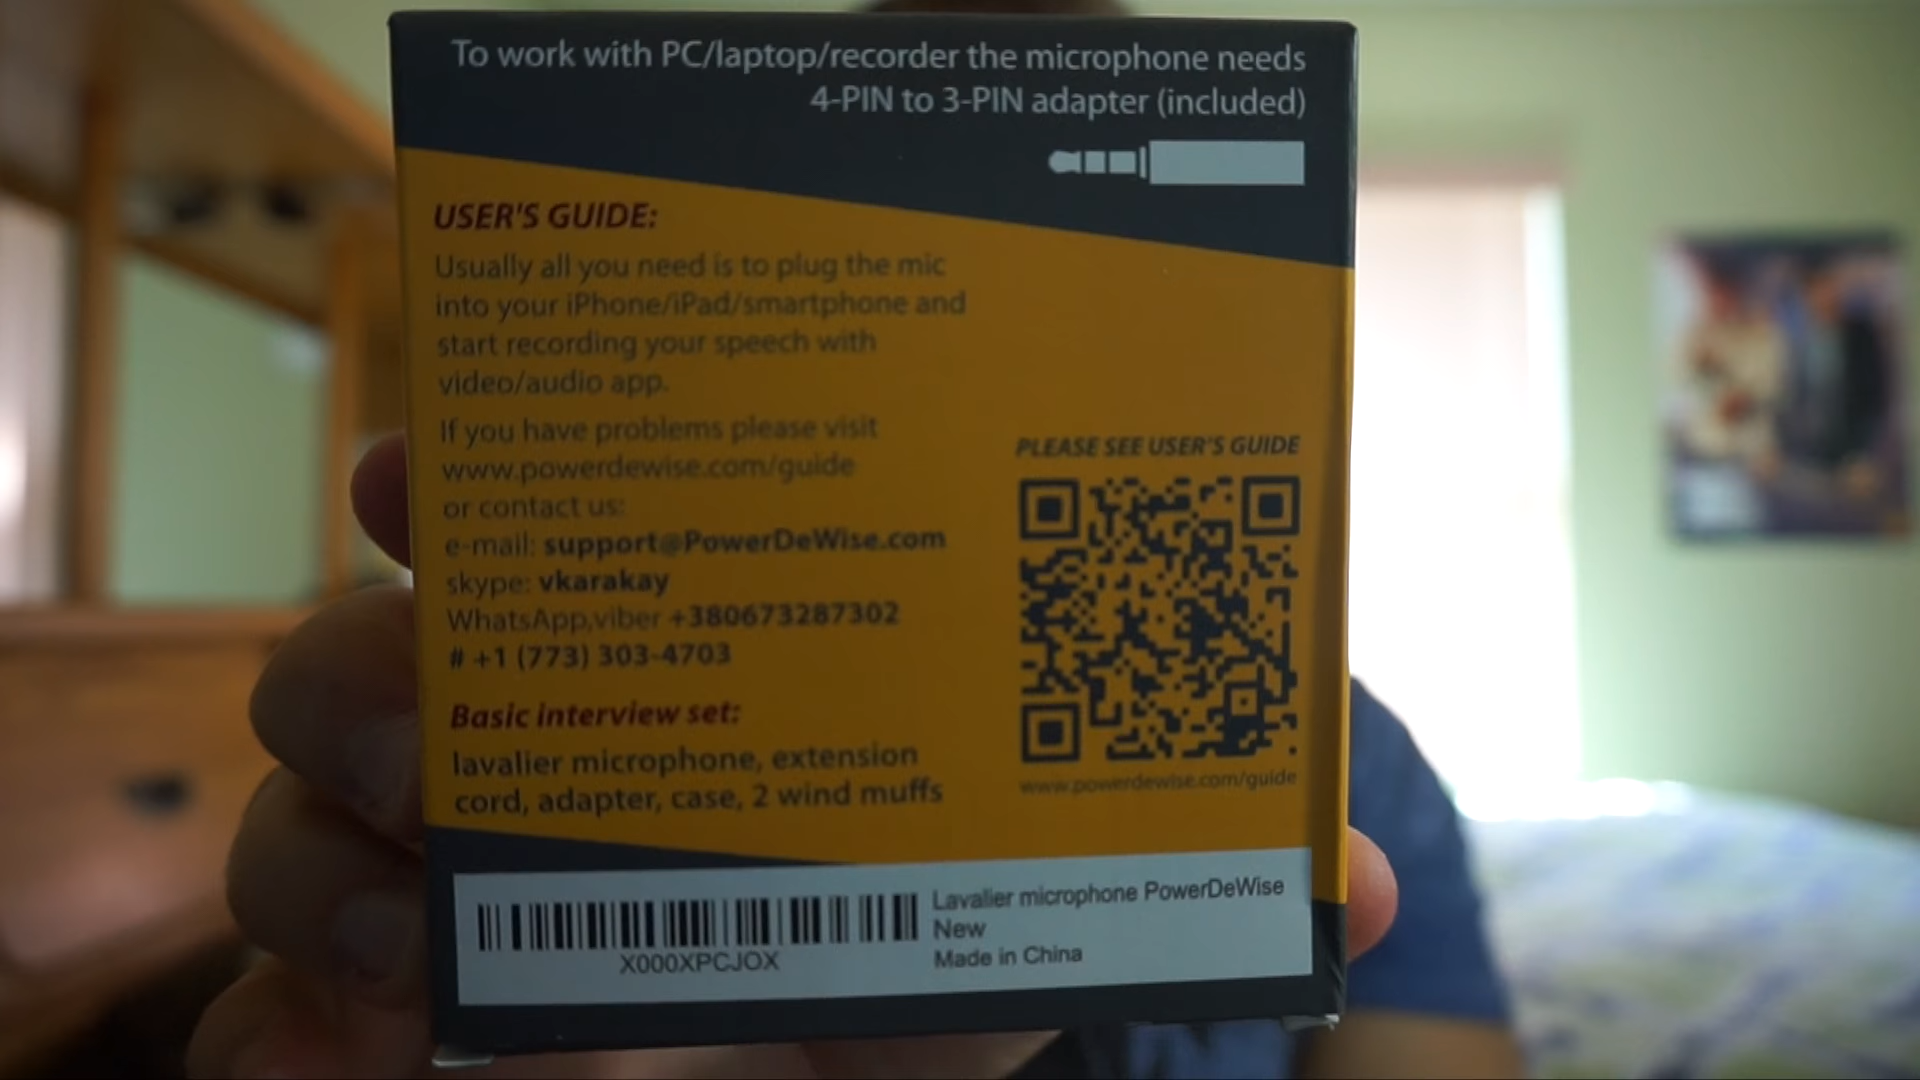 To work with PC/laptop/recorder the microphone needs
4-PIN to 3-PIN adapter (included)
USER'S GUIDE:
Usually all you need is to plug the mic
into your iPhone/iPad/smartphone and
start recording your speech with
video/audio app.
If you have problems please visit
www.powerdewise.com/guide
or contact us:
e-mail: support@PowerDeWise.com
skype: vkarakay
WhatsApp,viber +380673287302
# +1 (773) 303-4703
Basic interview set:
lavalier microphone, extension
cord, adapter, case, 2 wind muffs
PLEASE SEE USER'S GUIDE
www.powerdewise.com/guide
X000XPCJOX
Lavalier microphone PowerDeWise
New
Made in China